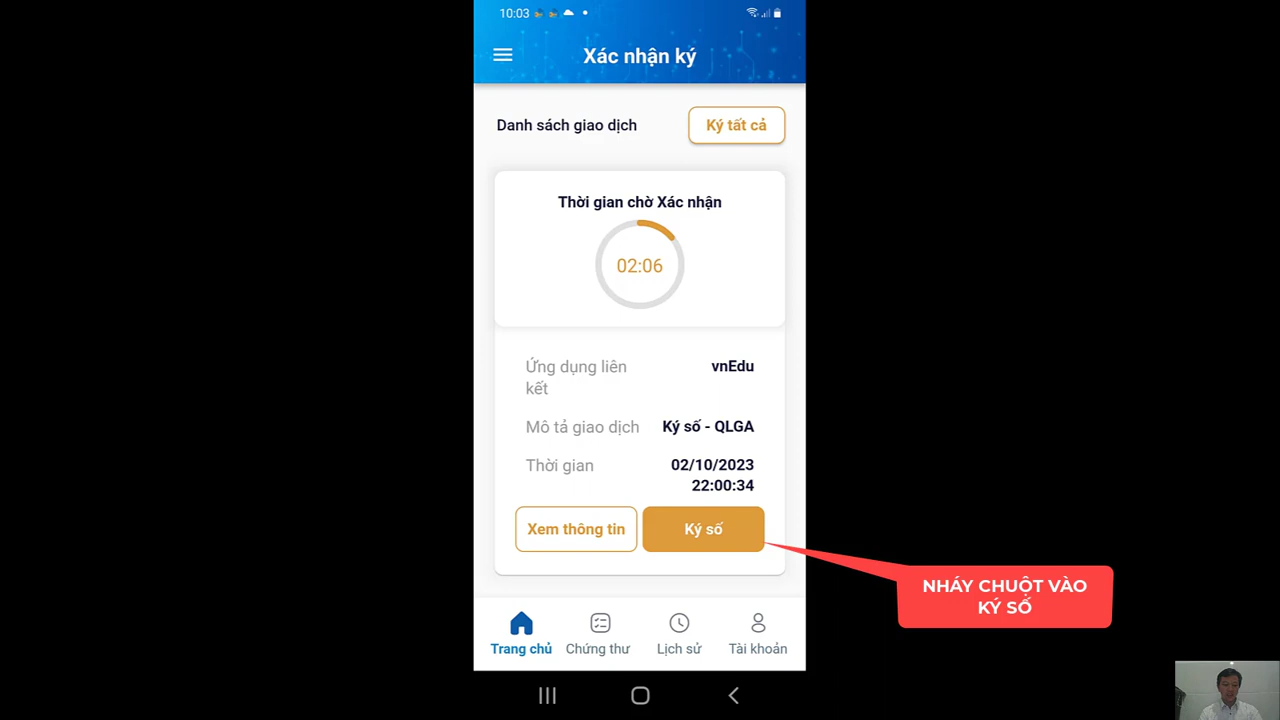 10:03
Xác nhận ký
Danh sách giao dịch
Ký tất cả
Thời gian chờ Xác nhận
02:06
Ứng dụng liên
kết
vnEdu
Mô tả giao dịch
Ký số - QLGA
Thời gian
02/10/2023
22:00:34
Xem thông tin
Ký số
NHÁY CHUỘT VÀO
KÝ SỐ
Trang chủ
Chứng thư
Lịch sử
Tài khoản